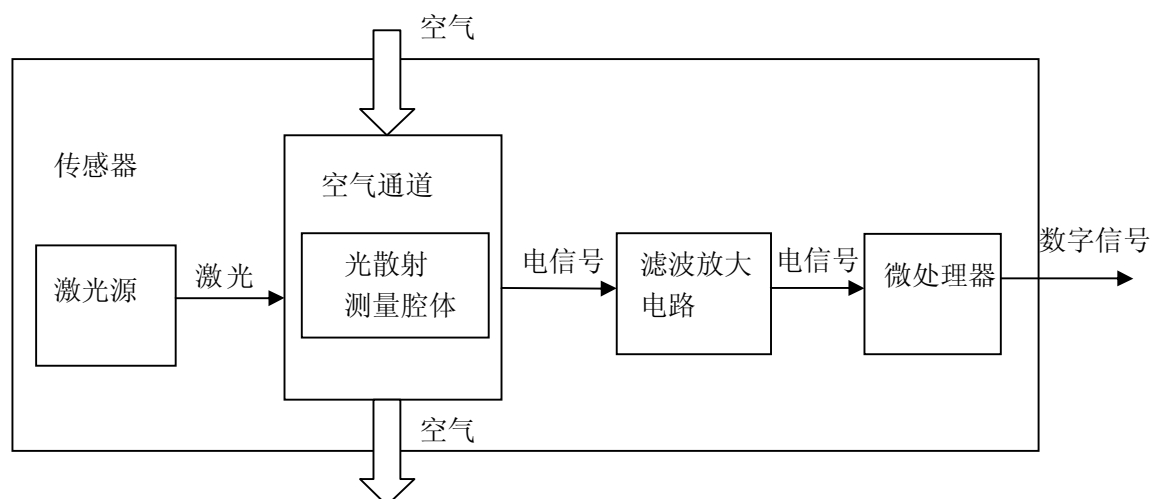 空气
传感器
空气通道
激光源
激光
光散射
测量腔体
电信号
滤波放大
电路
电信号
微处理器
数字信号
空气